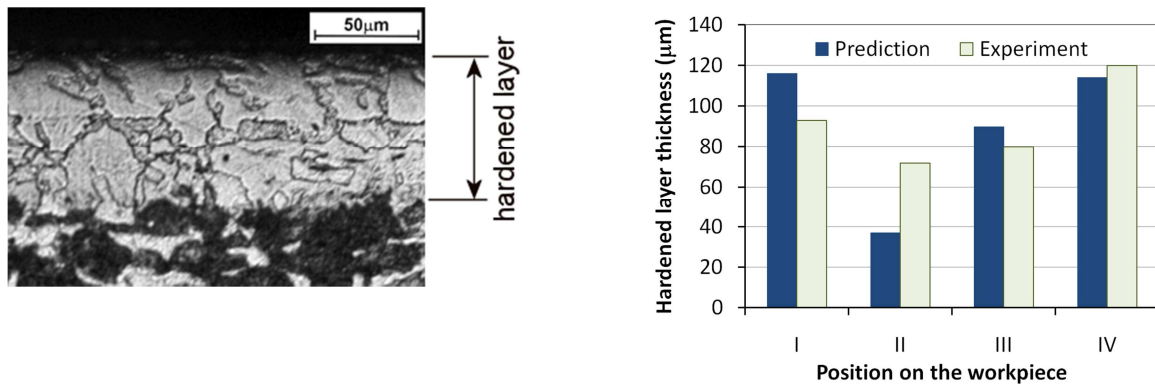 50μm
hardened layer
Hardened layer thickness (μm)
140
120
100
80
60
40
20
0
Prediction
Experiment
I
II
III
IV
Position on the workpiece